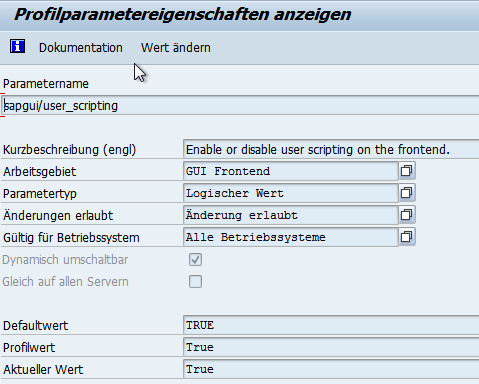 Profilparametereigenschaften anzeigen
Dokumentation Wert ändern
Parametername
sapgui/user_scripting
Kurzbeschreibung (engl) Enable or disable user scripting on the frontend.
Arbeitsgebiet GUI Frontend
Parametertyp Logischer Wert
Änderungen erlaubt Änderung erlaubt
Gültig für Betriebssystem Alle Betriebssysteme
Dynamisch umschaltbar
Gleich auf allen Servern
Defaultwert TRUE
Profilwert True
Aktueller Wert True